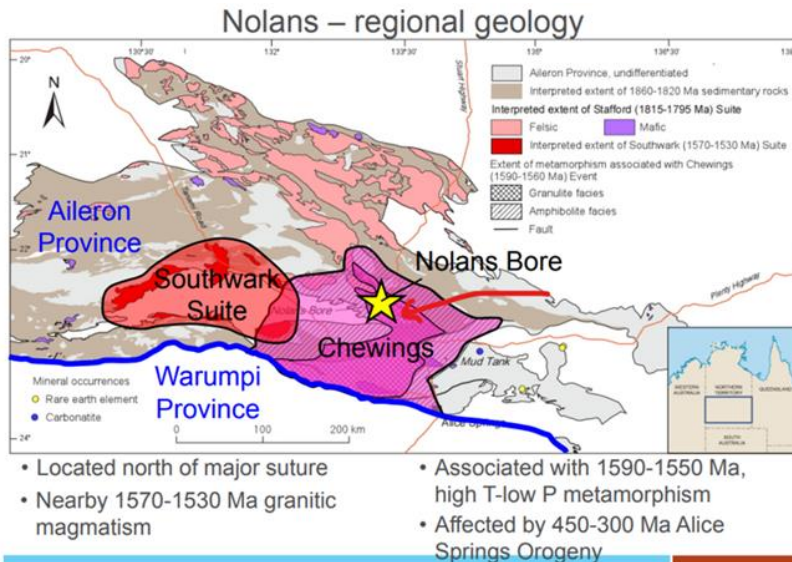 Nolans – regional geology
130°30'
132°
133°30'
20°
21°
22°
24°
N
Stuart Highway
Tanami Road
Plenty Highway
Aileron Province, undifferentiated
Interpreted extent of 1860-1820 Ma sedimentary rocks
Interpreted extent of Stafford (1815-1795 Ma) Suite
Felsic
Mafic
Interpreted extent of Southwark (1570-1530 Ma) Suite
Extent of metamorphism associated with Chewings
(1590-1560 Ma) Event
Granulite facies
Amphibolite facies
Fault
Aileron
Province
Southwark
Suite
Nolans Bore
Nolans Bore
Chewings
Mud Tank
Warumpi
Province
Alice Springs
Mineral occurrences
Rare earth element
Carbonatite
0
100
200 km
WESTERN
AUSTRALIA
NORTHERN
TERRITORY
QUEENSLAND
SOUTH
AUSTRALIA
• Located north of major suture
• Nearby 1570-1530 Ma granitic
magmatism
• Associated with 1590-1550 Ma,
high T-low P metamorphism
• Affected by 450-300 Ma Alice
Springs Orogeny